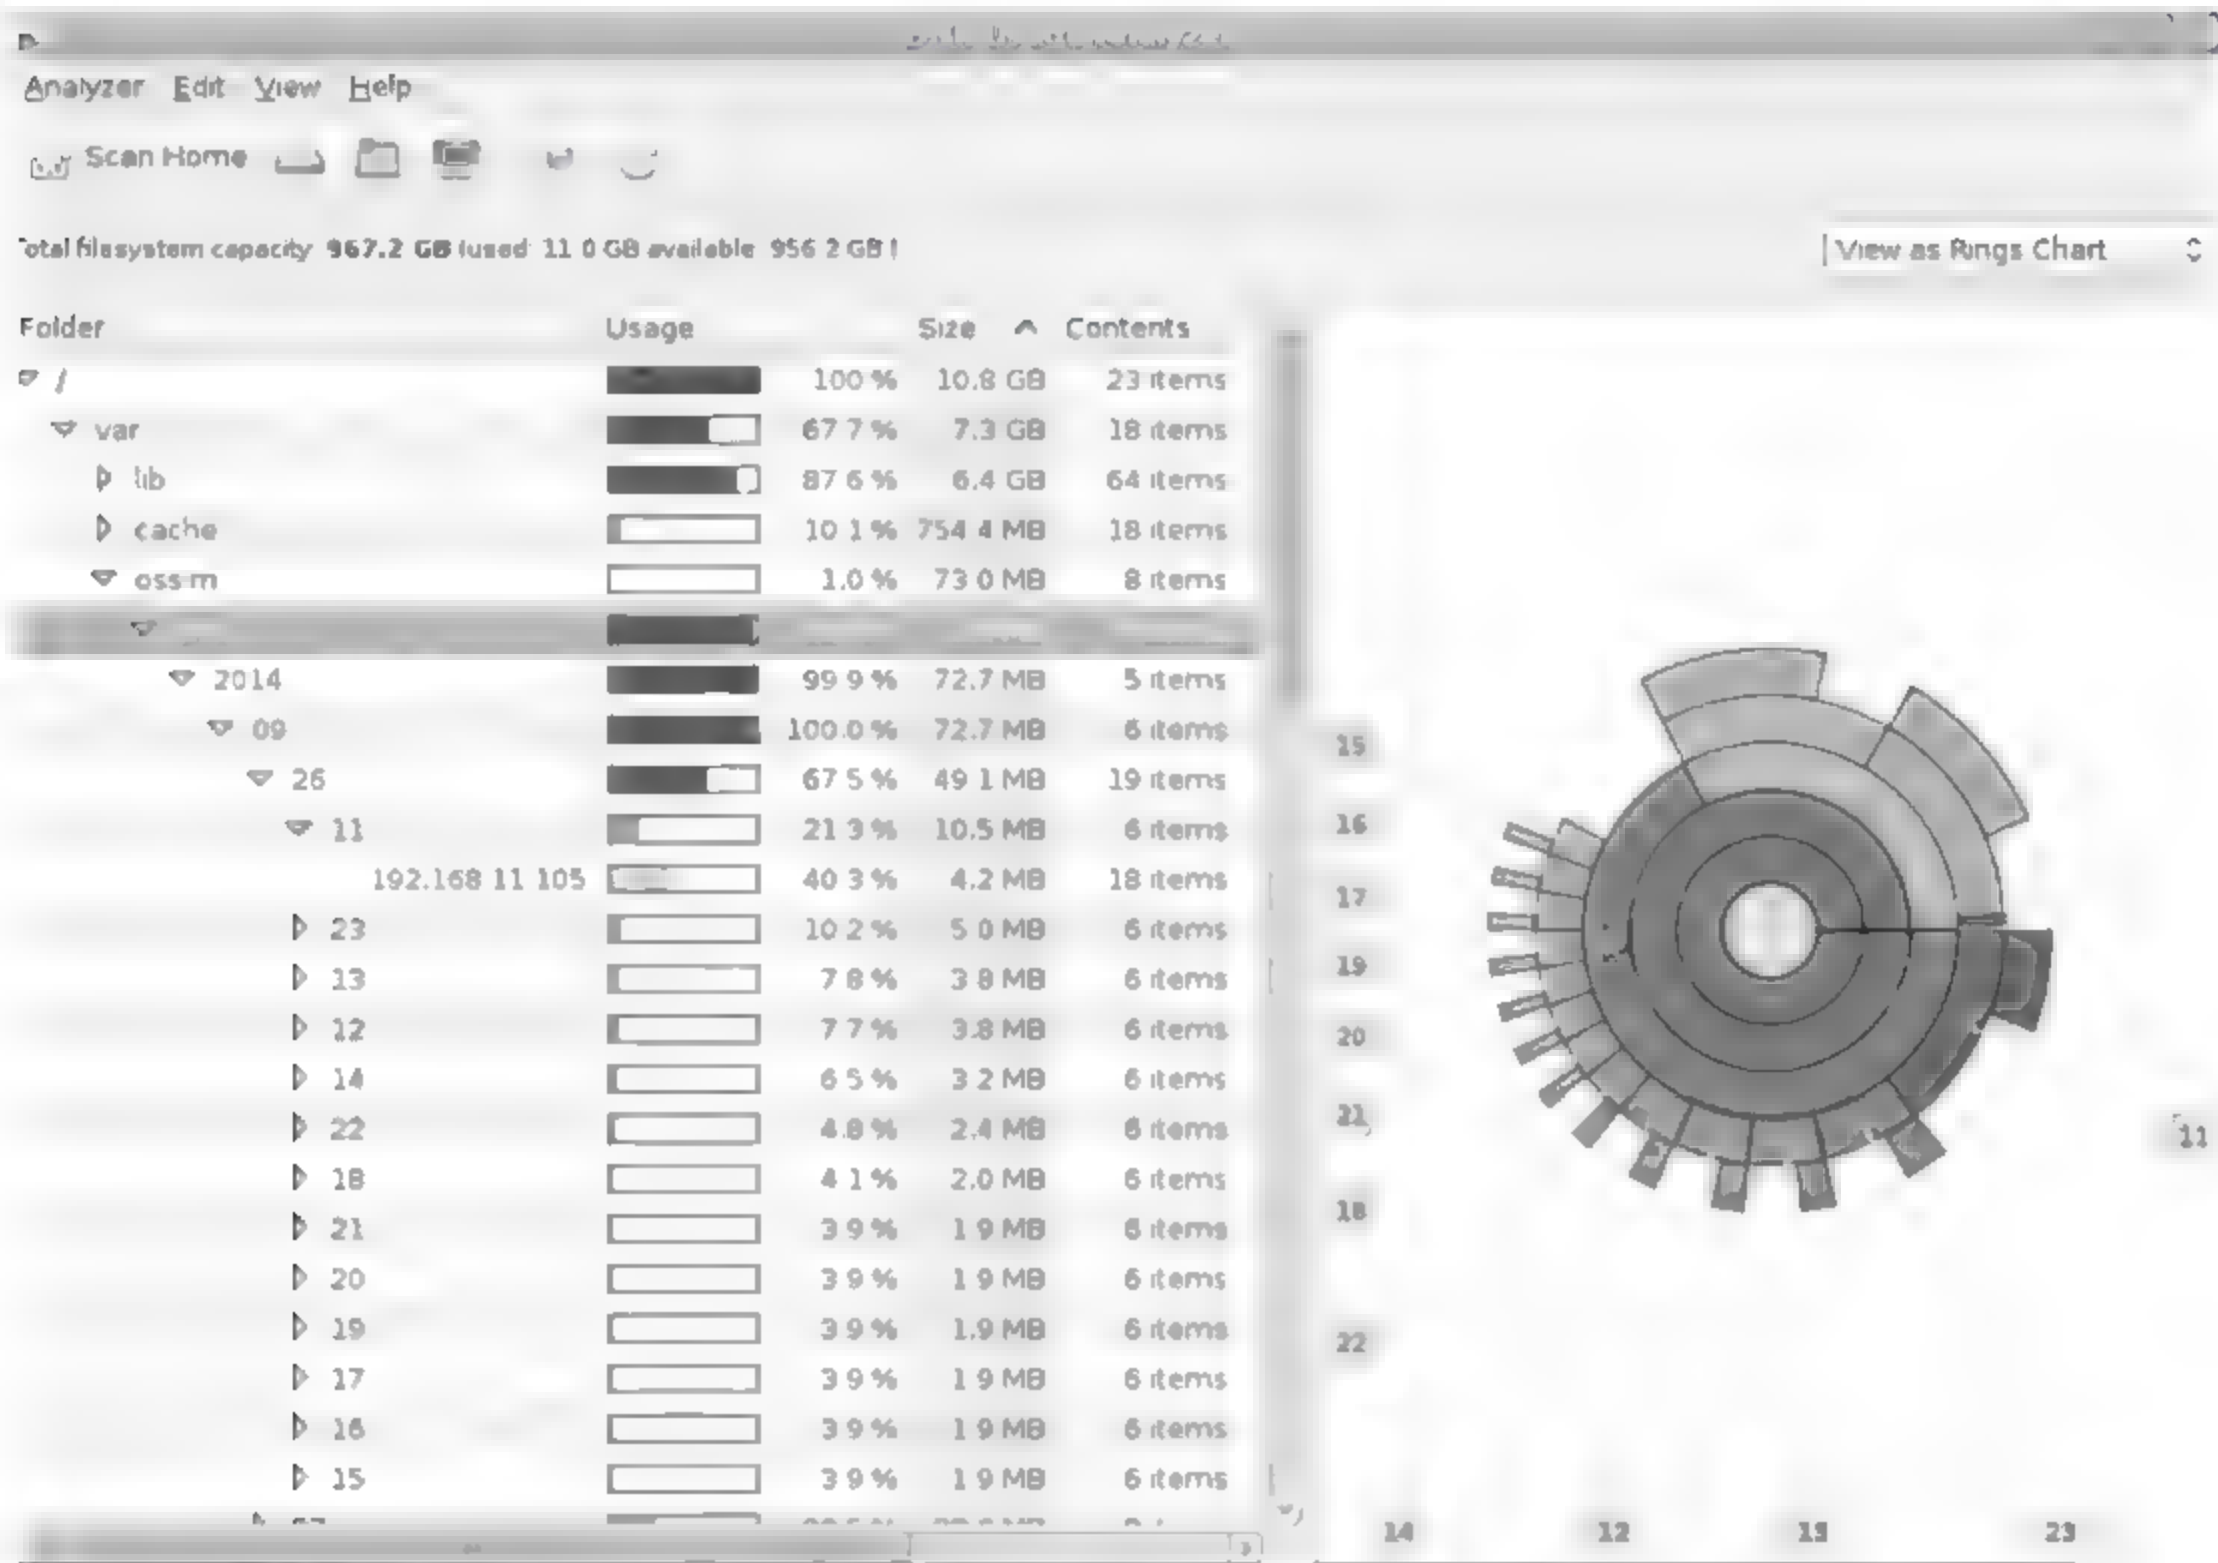 Analyzer Edit View Help
Scan Home
otal filesystem capacity 967.2 GB (used: 11 0 GB available 956 2 GB )
View as Rings Chart
Folder Usage Size Contents
/ 100 % 10.8 GB 23 items
var 67 7 % 7.3 GB 18 items
lib 87 6 % 6.4 GB 64 items
cache 10 1 % 754 4 MB 18 items
ossim 1.0 % 73 0 MB 8 items
2014 99 9 % 72.7 MB 5 items
09 100.0 % 72.7 MB 6 items
26 67 5 % 49 1 MB 19 items
11 21 3 % 10.5 MB 6 items
192.168 11 105 40 3 % 4.2 MB 18 items
23 10 2 % 5 0 MB 6 items
13 7 8 % 3 8 MB 6 items
12 7 7 % 3.8 MB 6 items
14 6 5 % 3 2 MB 6 items
22 4.8 % 2.4 MB 6 items
18 4 1 % 2.0 MB 6 items
21 3 9 % 1 9 MB 6 items
20 3 9 % 1 9 MB 6 items
19 3 9 % 1.9 MB 6 items
17 3 9 % 1 9 MB 6 items
16 3 9 % 1 9 MB 6 items
15 3 9 % 1 9 MB 6 items
15
16
17
19
20
21
11
18
22
14 12 13 23